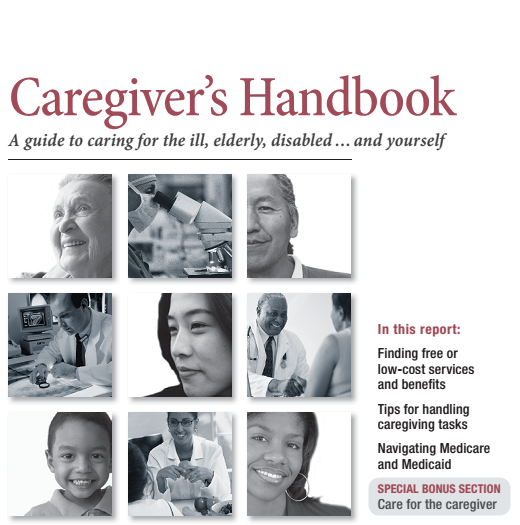 Caregiver's Handbook
A guide to caring for the ill, elderly, disabled … and yourself
In this report:
Finding free or
low-cost services
and benefits
Tips for handling
caregiving tasks
Navigating Medicare
and Medicaid
SPECIAL BONUS SECTION
Care for the caregiver